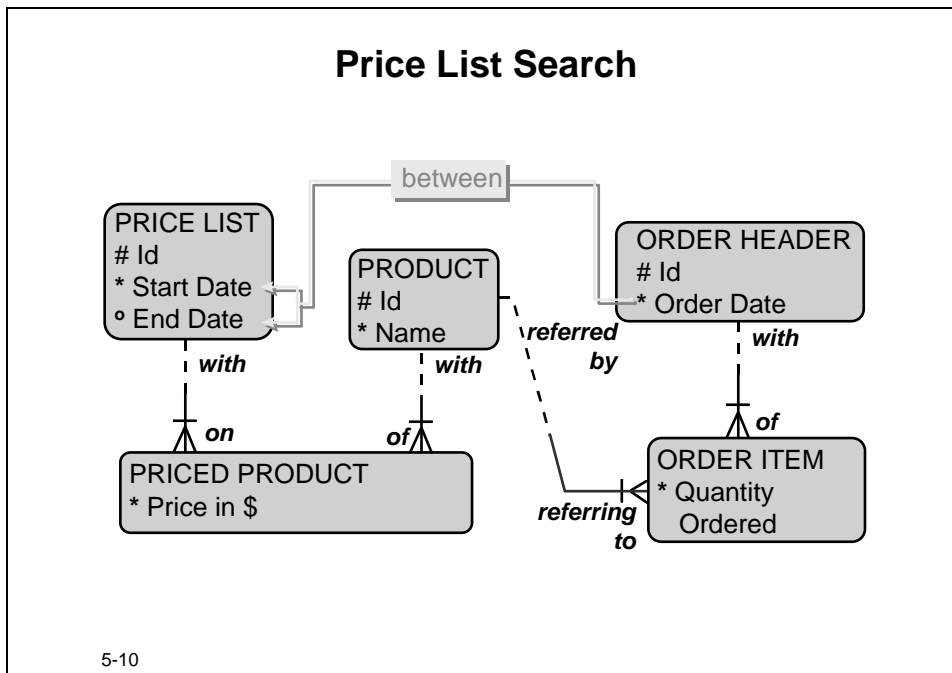 Price List Search
between
PRICE LIST
# Id
* Start Date
º End Date
PRODUCT
# Id
* Name
ORDER HEADER
# Id
* Order Date
with
with
referred
by
with
on
of
of
PRICED PRODUCT
* Price in $
ORDER ITEM
* Quantity
Ordered
referring
to
5-10